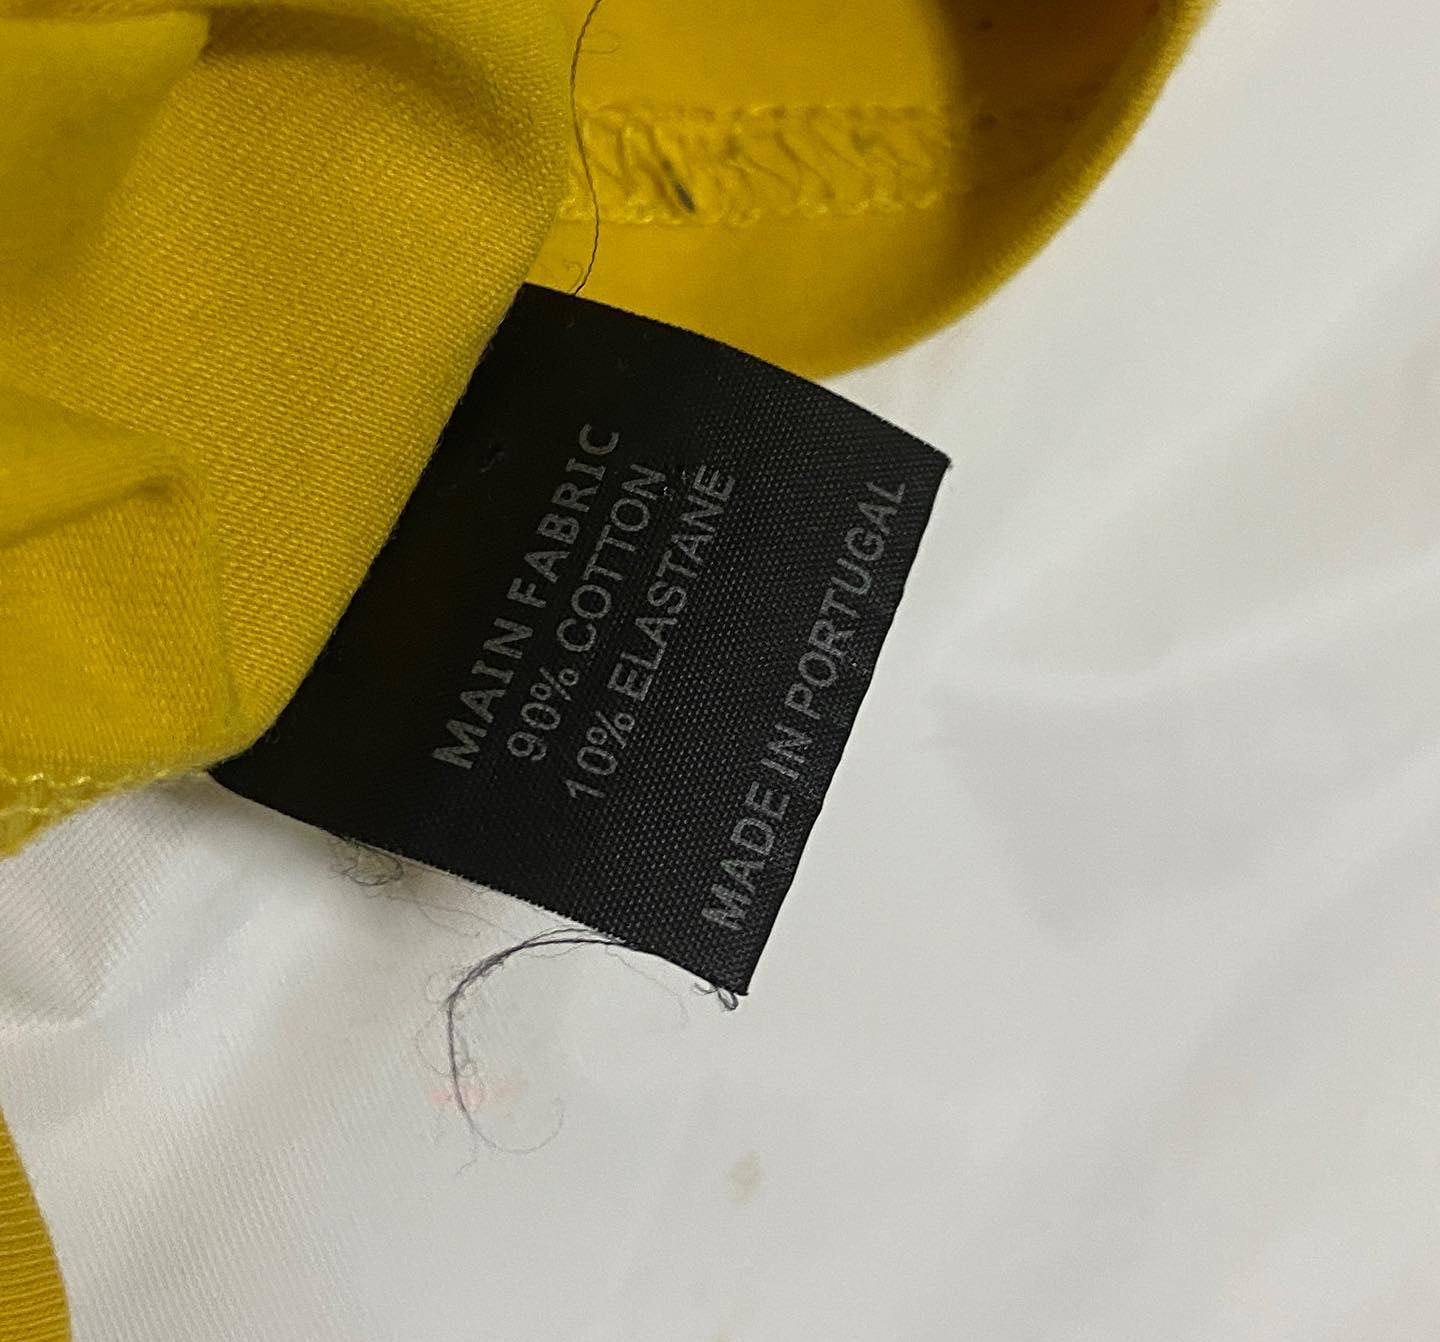 MAIN FABRIC
90% COTTON
10% ELASTANE
MADE IN PORTUGAL